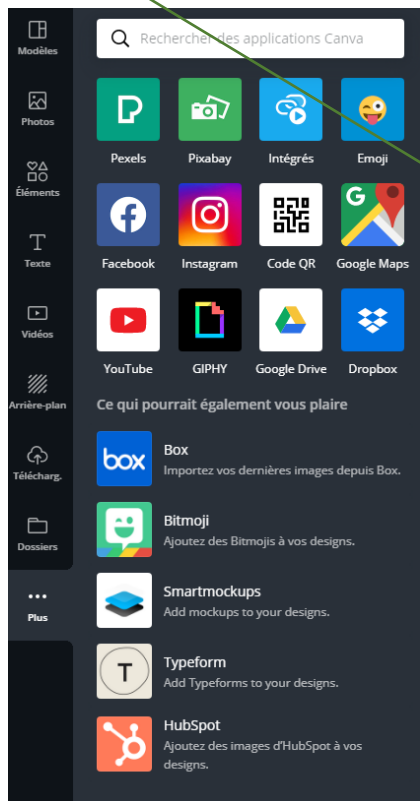 Modèles
Photos
Éléments
Texte
Vidéos
Arrière-plan
Télécharg.
Dossiers
Plus
Rechercher des applications Canva
Pexels Pixabay Intégrés Emoji
G
Facebook Instagram Code QR Google Maps
YouTube GIPHY Google Drive Dropbox
Ce qui pourrait également vous plaire
box
Box
Importez vos dernières images depuis Box.
Bitmoji
Ajoutez des Bitmojis à vos designs.
Smartmockups
Add mockups to your designs.
T
Typeform
Add Typeforms to your designs.
HubSpot
Ajoutez des images d'HubSpot à vos
designs.